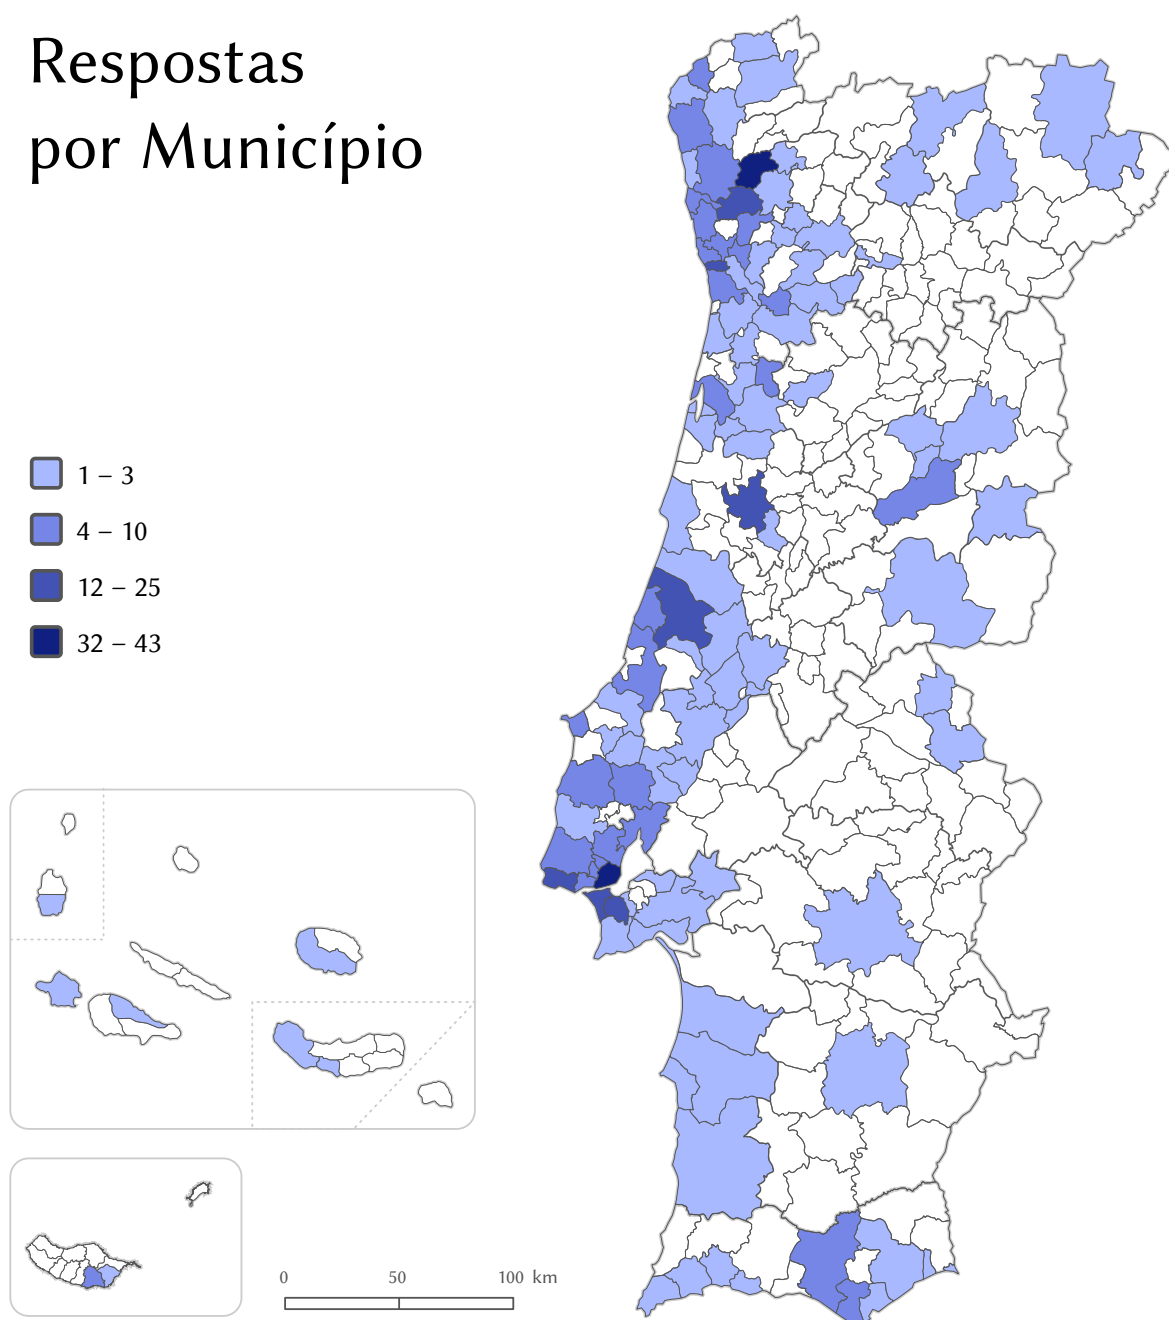 Respostas
por Município
1 – 3
4 – 10
12 – 25
32 – 43
0 50 100 km